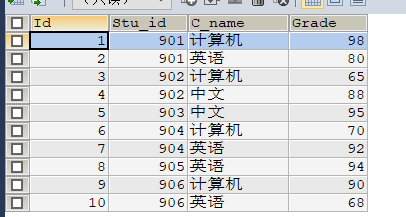 Id Stu_id C_name Grade
1 901 计算机 98
2 901 英语 80
3 902 计算机 65
4 902 中文 88
5 903 中文 95
6 904 计算机 70
7 904 英语 92
8 905 英语 94
9 906 计算机 90
10 906 英语 68